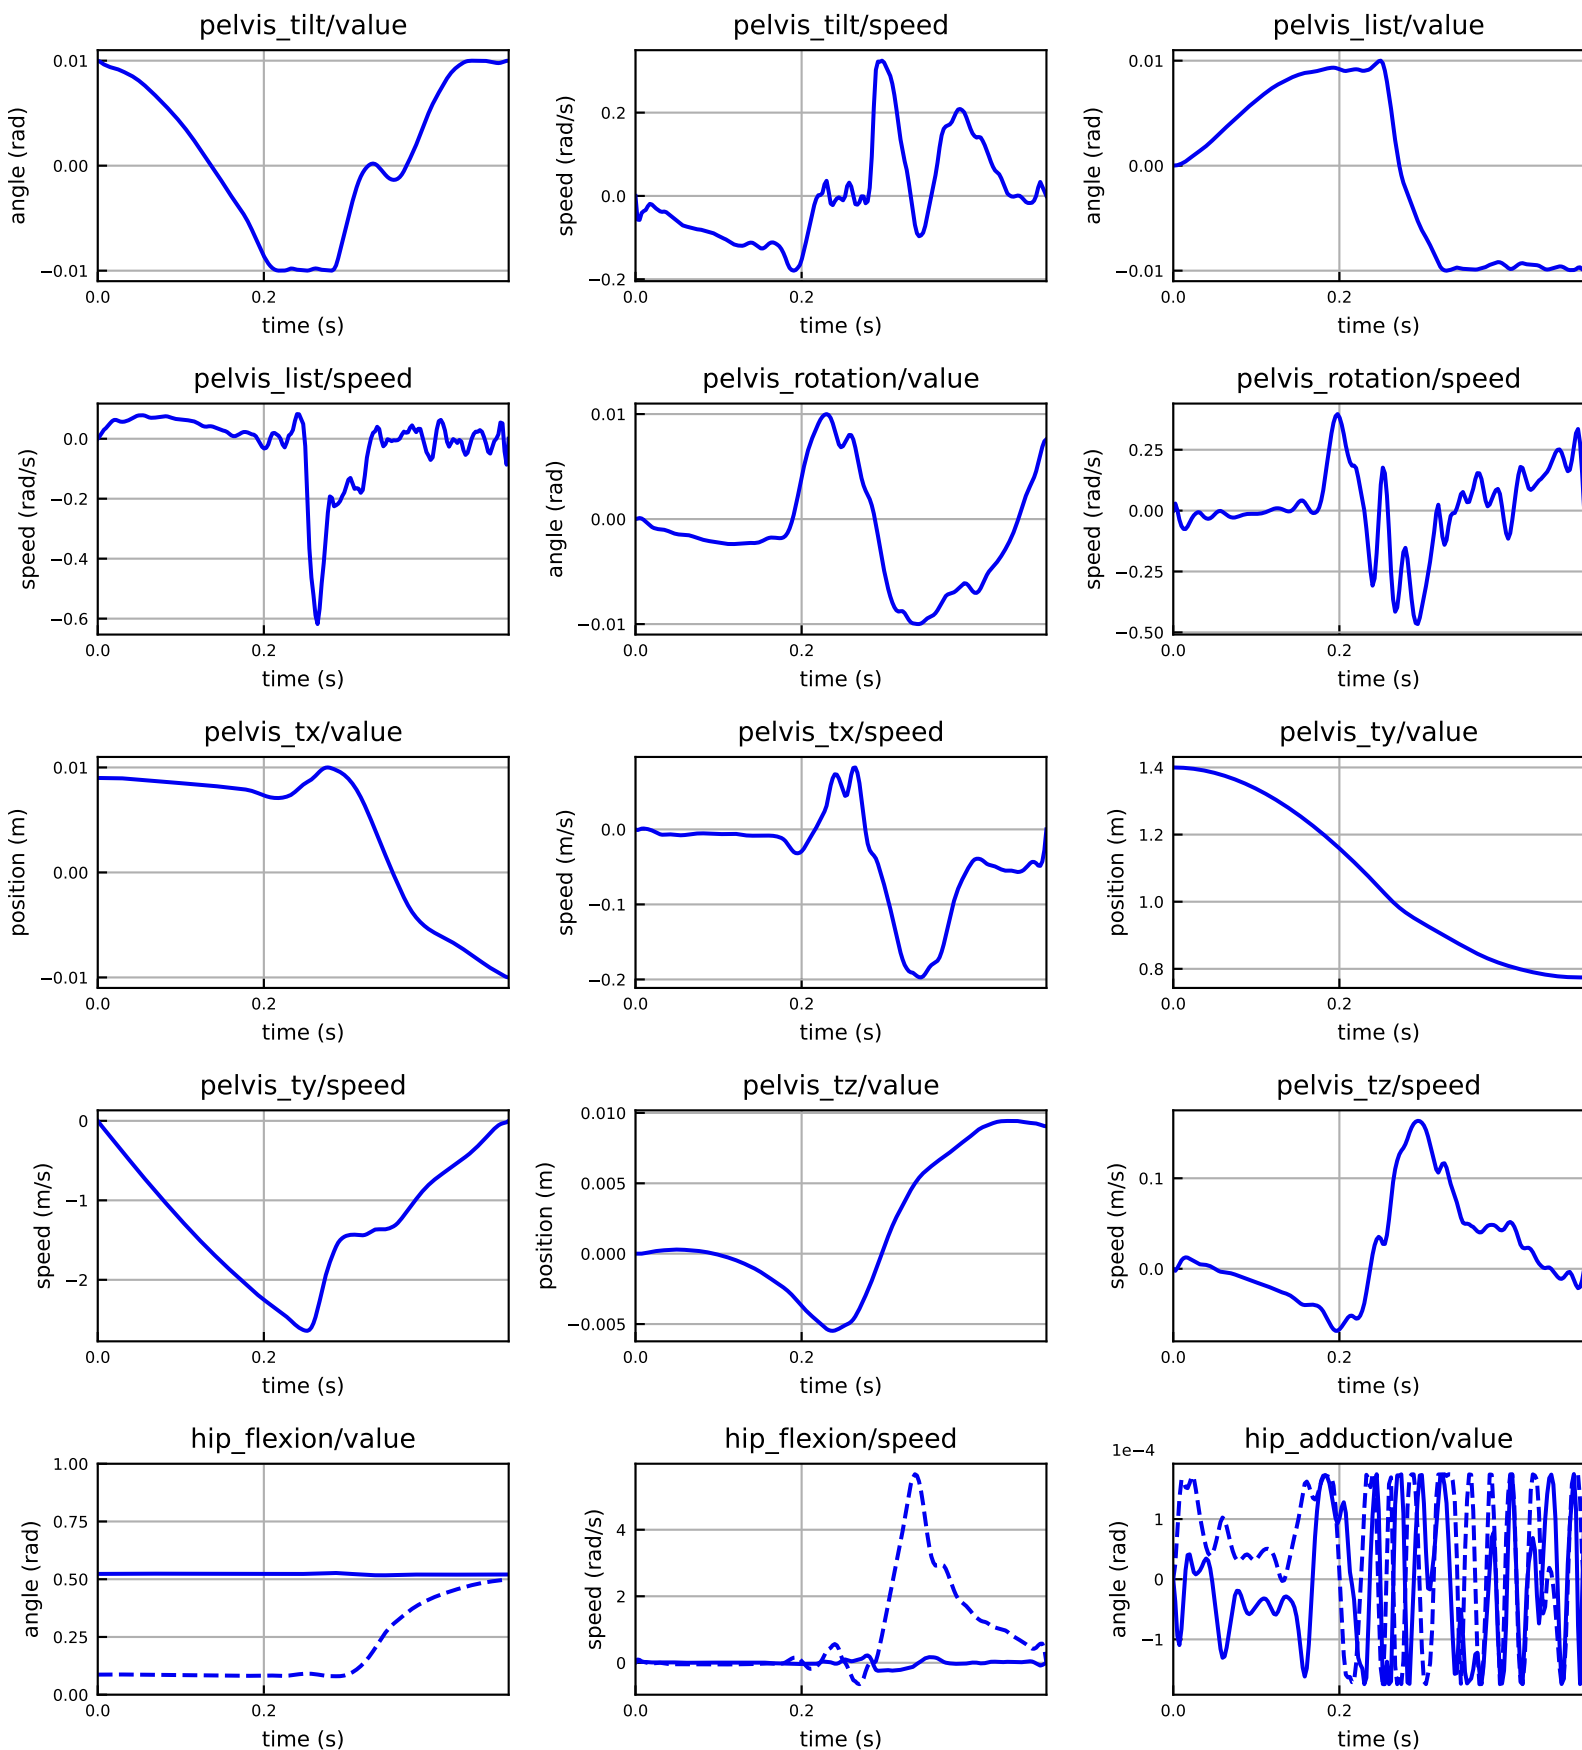 pelvis_tilt/value
pelvis_tilt/speed
pelvis_list/value
angle (rad)
0.01
0.00
−0.01
0.0
0.2
time (s)
speed (rad/s)
0.2
0.0
−0.2
0.0
0.2
time (s)
angle (rad)
0.01
0.00
−0.01
0.0
0.2
time (s)
pelvis_list/speed
pelvis_rotation/value
pelvis_rotation/speed
speed (rad/s)
0.0
−0.2
−0.4
−0.6
0.0
0.2
time (s)
angle (rad)
0.01
0.00
−0.01
0.0
0.2
time (s)
speed (rad/s)
0.25
0.00
−0.25
−0.50
0.0
0.2
time (s)
pelvis_tx/value
pelvis_tx/speed
pelvis_ty/value
position (m)
0.01
0.00
−0.01
0.0
0.2
time (s)
speed (m/s)
0.0
−0.1
−0.2
0.0
0.2
time (s)
position (m)
1.4
1.2
1.0
0.8
0.0
0.2
time (s)
pelvis_ty/speed
pelvis_tz/value
pelvis_tz/speed
speed (m/s)
0
−1
−2
0.0
0.2
time (s)
position (m)
0.010
0.005
0.000
−0.005
0.0
0.2
time (s)
speed (m/s)
0.1
0.0
0.0
0.2
time (s)
hip_flexion/value
hip_flexion/speed
hip_adduction/value
angle (rad)
1.00
0.75
0.50
0.25
0.00
0.0
0.2
time (s)
speed (rad/s)
4
2
0
0.0
0.2
time (s)
1e−4
angle (rad)
1
0
−1
0.0
0.2
time (s)